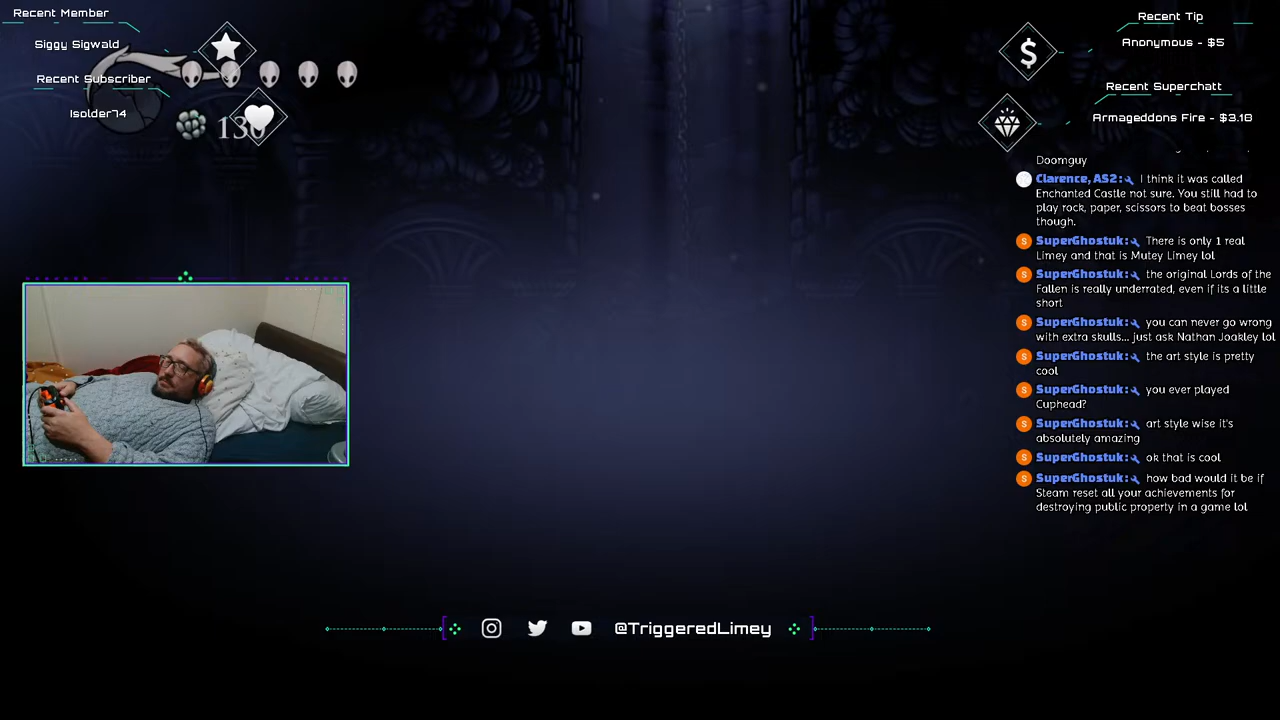 Recent Member
Siggy Sigwald
Recent Subscriber
Isolder74
130
Recent Tip
Anonymous - $5
Recent Superchatt
Armageddons Fire - $3.18
Doomguy
Clarence, AS2: I think it was called
Enchanted Castle not sure. You still had to
play rock, paper, scissors to beat bosses
though.
SuperGhostuk: There is only 1 real
Limey and that is Mutey Limey lol
SuperGhostuk: the original Lords of the
Fallen is really underrated, even if its a little
short
SuperGhostuk: you can never go wrong
with extra skulls... just ask Nathan Joakley lol
SuperGhostuk: the art style is pretty
cool
SuperGhostuk: you ever played
Cuphead?
SuperGhostuk: art style wise it's
absolutely amazing
SuperGhostuk: ok that is cool
SuperGhostuk: how bad would it be if
Steam reset all your achievements for
destroying public property in a game lol
@TriggeredLimey